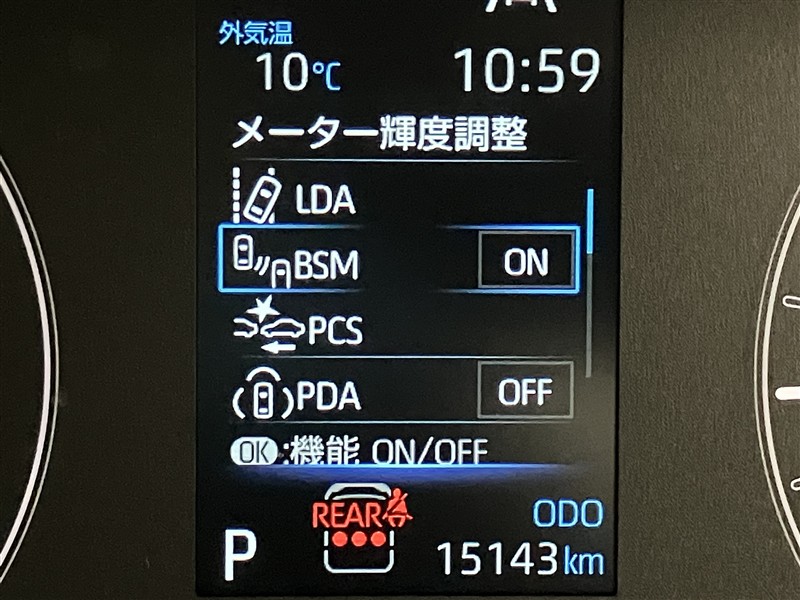 外気温
10℃ 10:59
メーター輝度調整
LDA
BSM ON
PCS
PDA OFF
OK:機能 ON/OFF
REAR
ODO
P 15143km